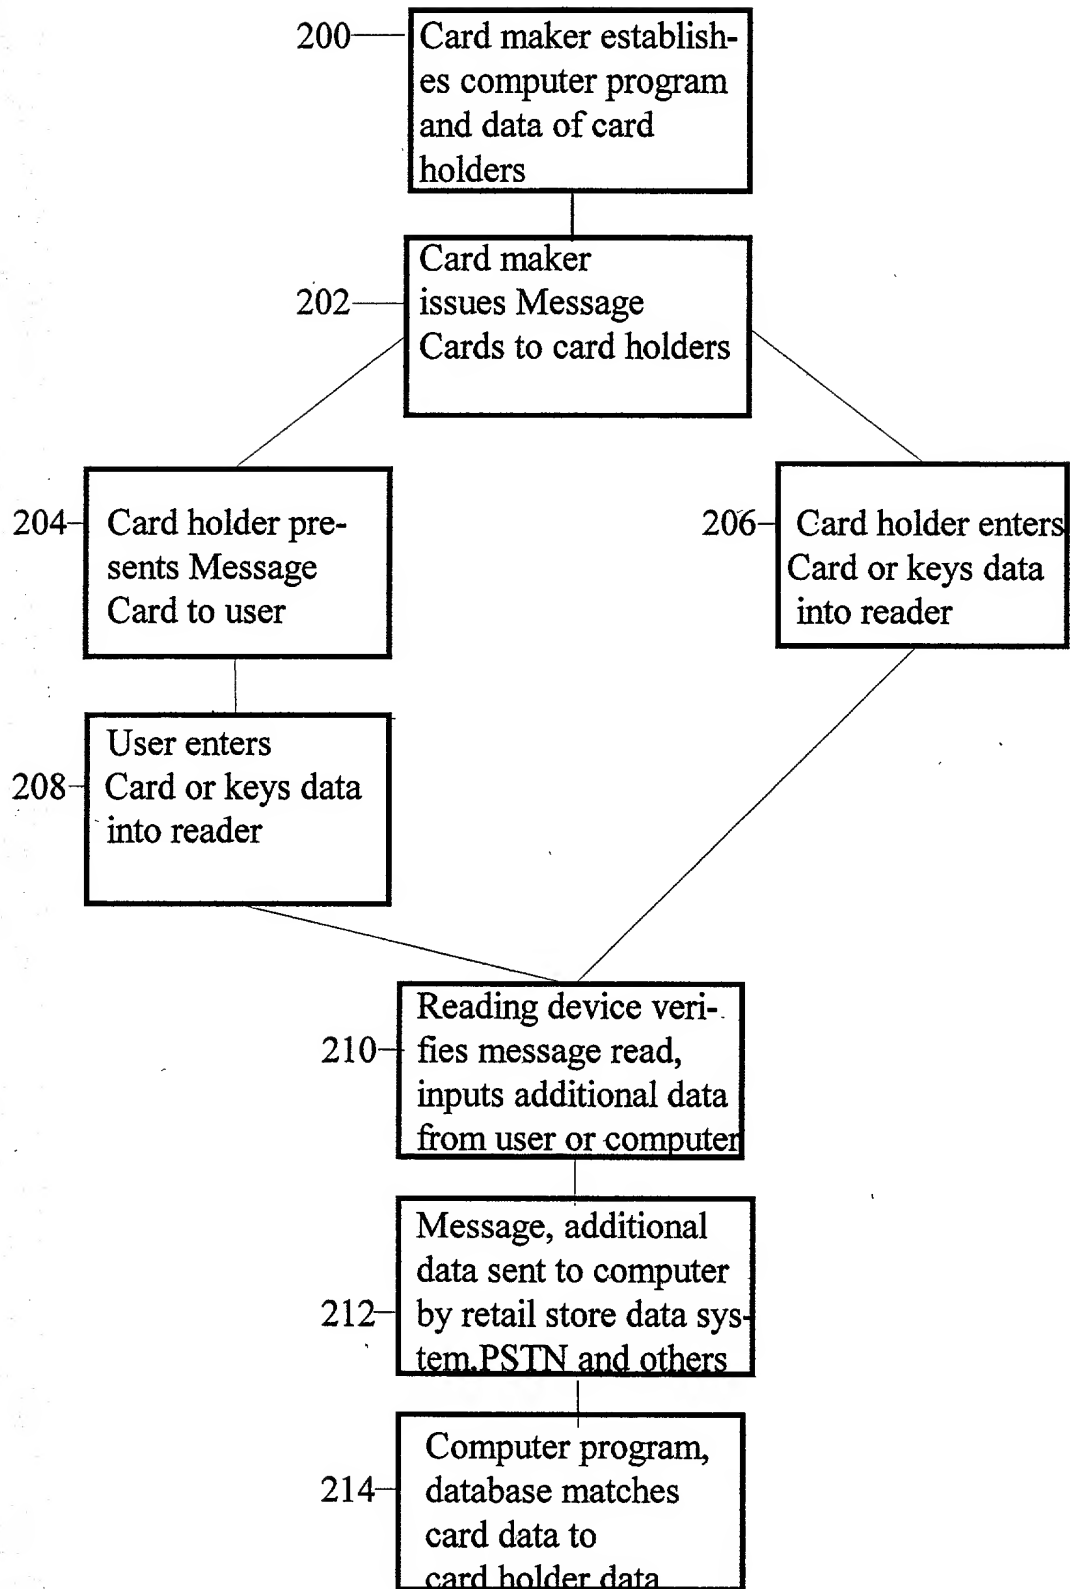 200
Card maker establish-
es computer program
and data of card
holders
202
Card maker
issues Message
Cards to card holders
204
Card holder pre-
sents Message
Card to user
206
Card holder enters
Card or keys data
into reader
208
User enters
Card or keys data
into reader
210
Reading device veri-
fies message read,
inputs additional data
from user or computer
212
Message, additional
data sent to computer
by retail store data sys-
tem.PSTN and others
214
Computer program,
database matches
card data to
card holder data